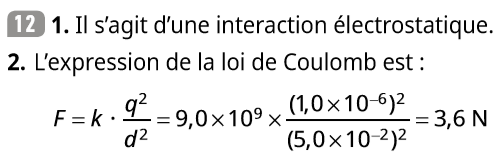 12 1. Il s’agit d’une interaction électrostatique.
2. L’expression de la loi de Coulomb est :
F = k · q²/d² = 9,0 × 10⁹ × (1,0 × 10⁻⁶)²/(5,0 × 10⁻²)² = 3,6 N